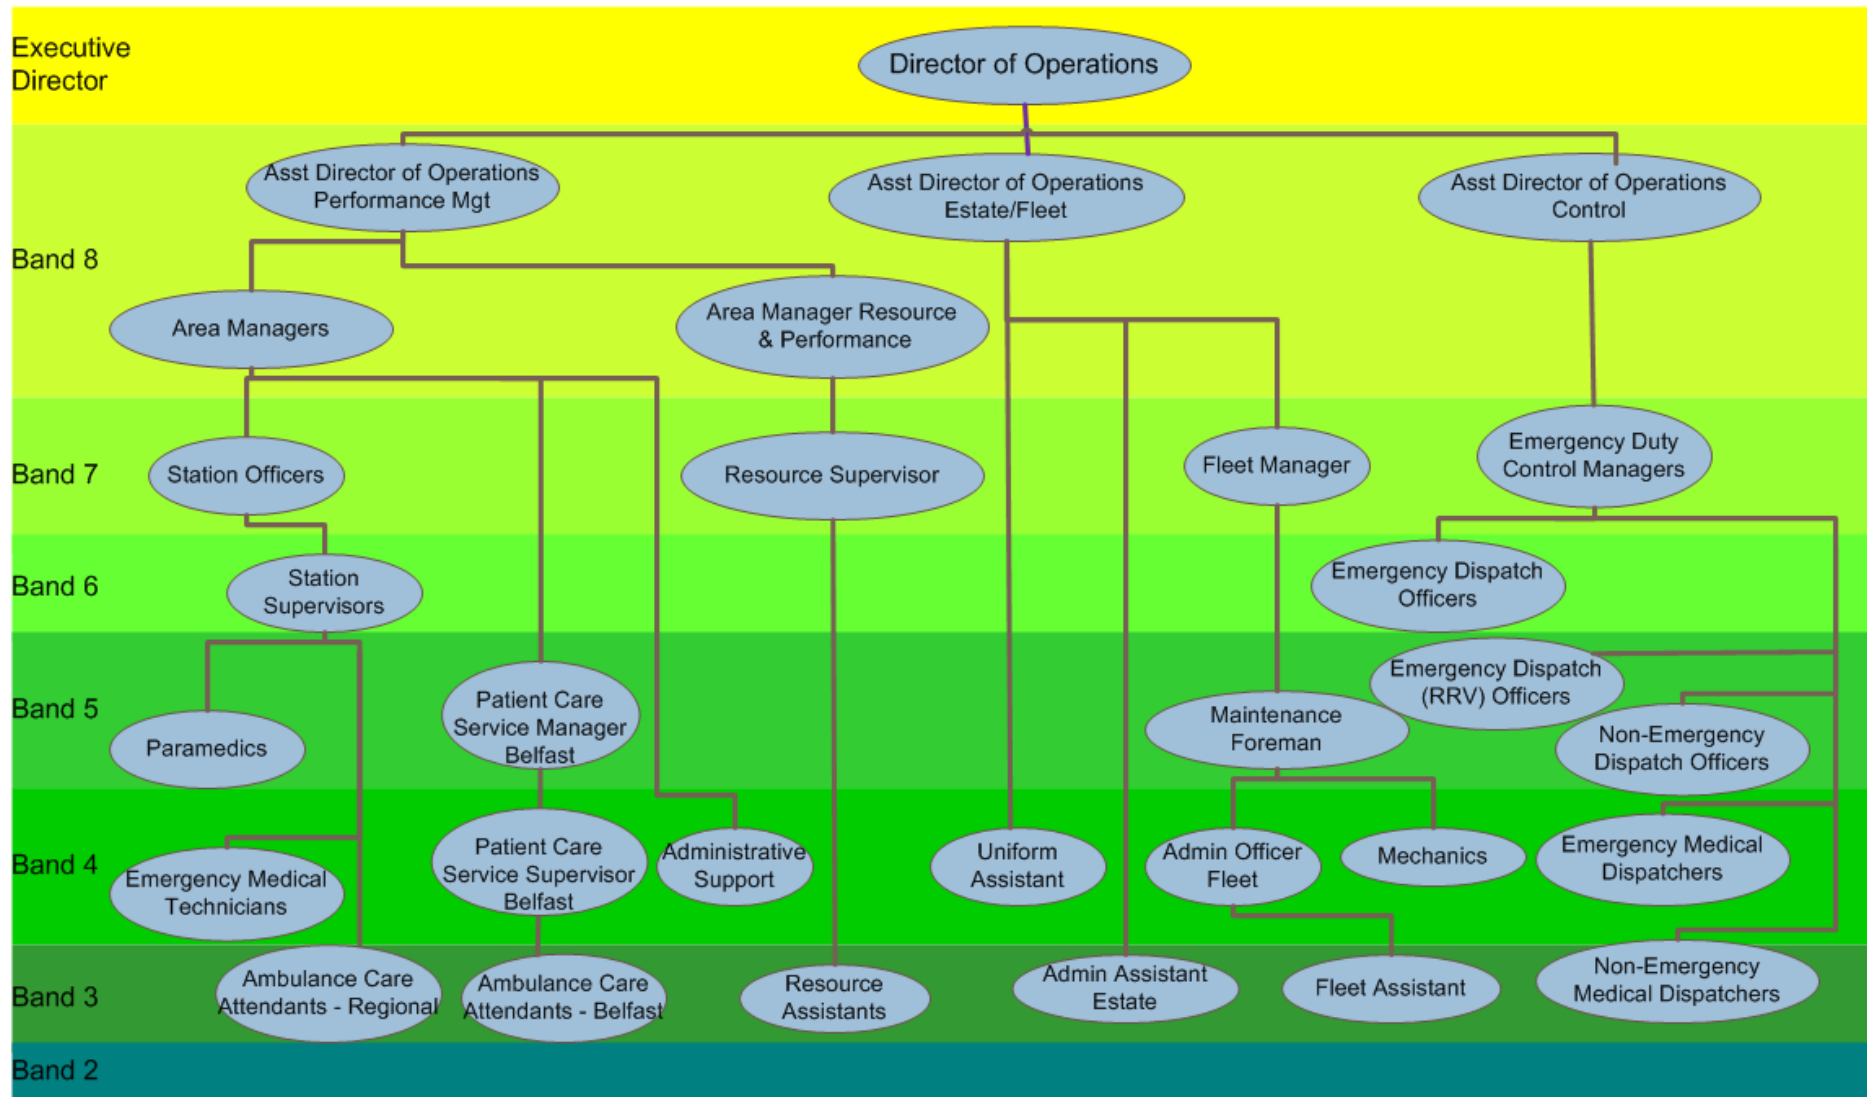 Executive
Director
Director of Operations
Asst Director of Operations
Performance Mgt
Asst Director of Operations
Estate/Fleet
Asst Director of Operations
Control
Band 8
Area Managers
Area Manager Resource
& Performance
Band 7
Station Officers
Resource Supervisor
Fleet Manager
Emergency Duty
Control Managers
Band 6
Station
Supervisors
Emergency Dispatch
Officers
Band 5
Paramedics
Patient Care
Service Manager
Belfast
Maintenance
Foreman
Emergency Dispatch
(RRV) Officers
Non-Emergency
Dispatch Officers
Band 4
Emergency Medical
Technicians
Patient Care
Service Supervisor
Belfast
Administrative
Support
Uniform
Assistant
Admin Officer
Fleet
Mechanics
Emergency Medical
Dispatchers
Band 3
Ambulance Care
Attendants - Regional
Ambulance Care
Attendants - Belfast
Resource
Assistants
Admin Assistant
Estate
Fleet Assistant
Non-Emergency
Medical Dispatchers
Band 2